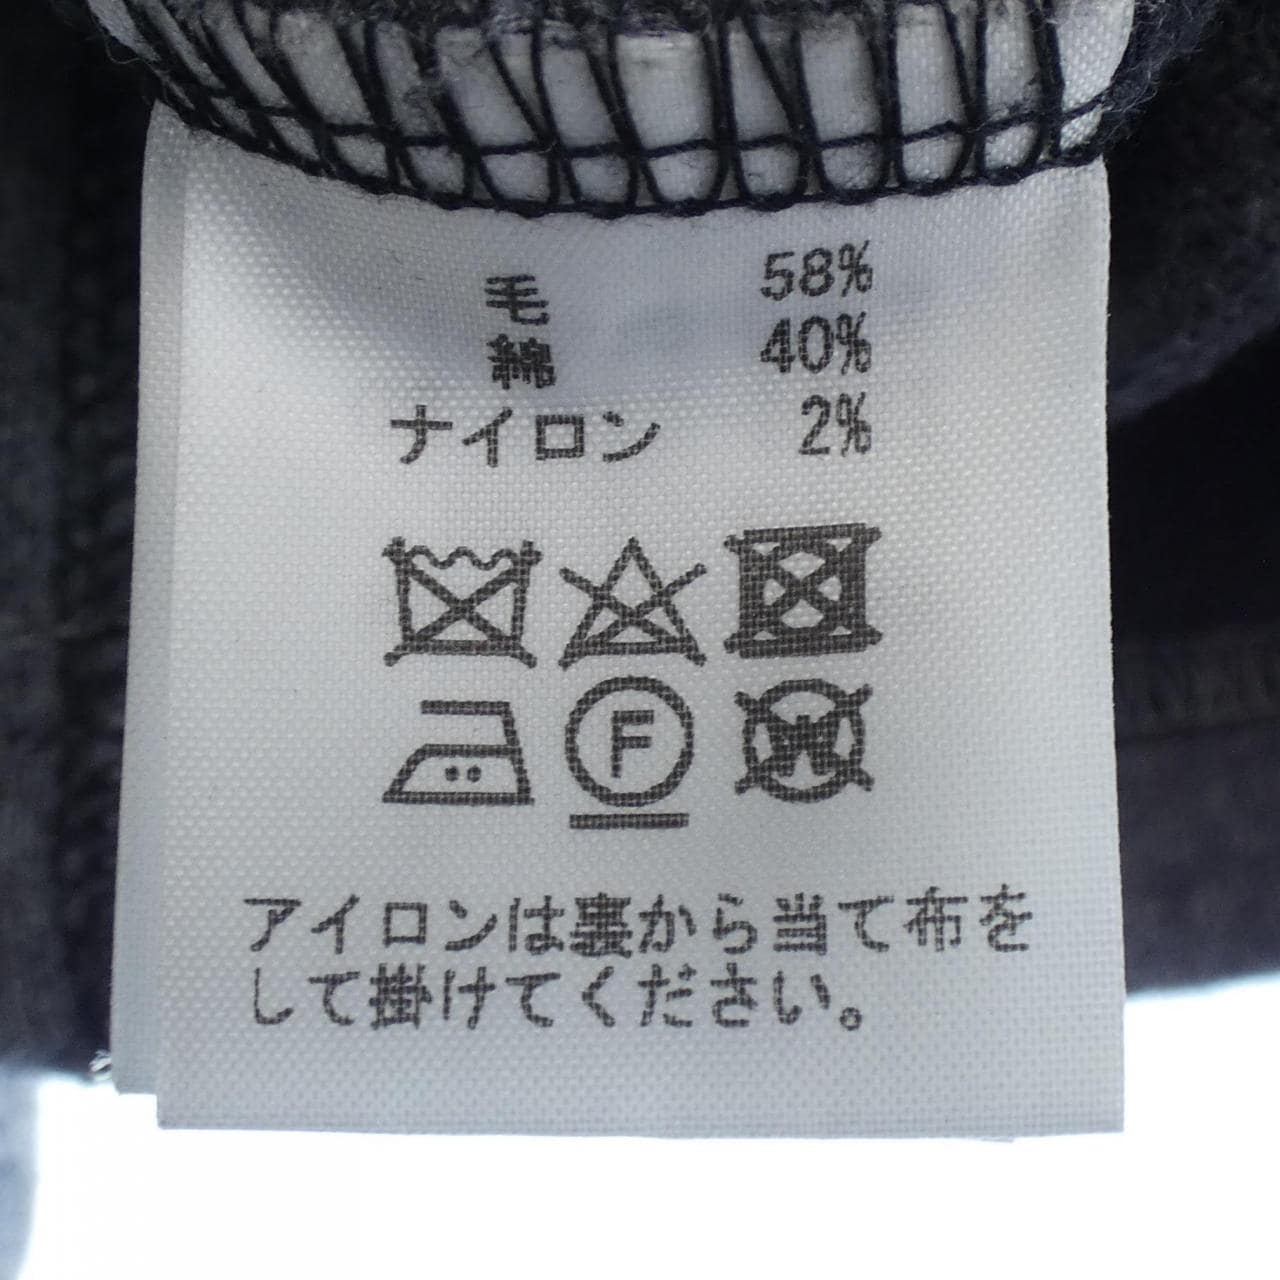 毛 58%
綿 40%
ナイロン 2%
F
W
アイロンは裏から当て布を
して掛けてください。